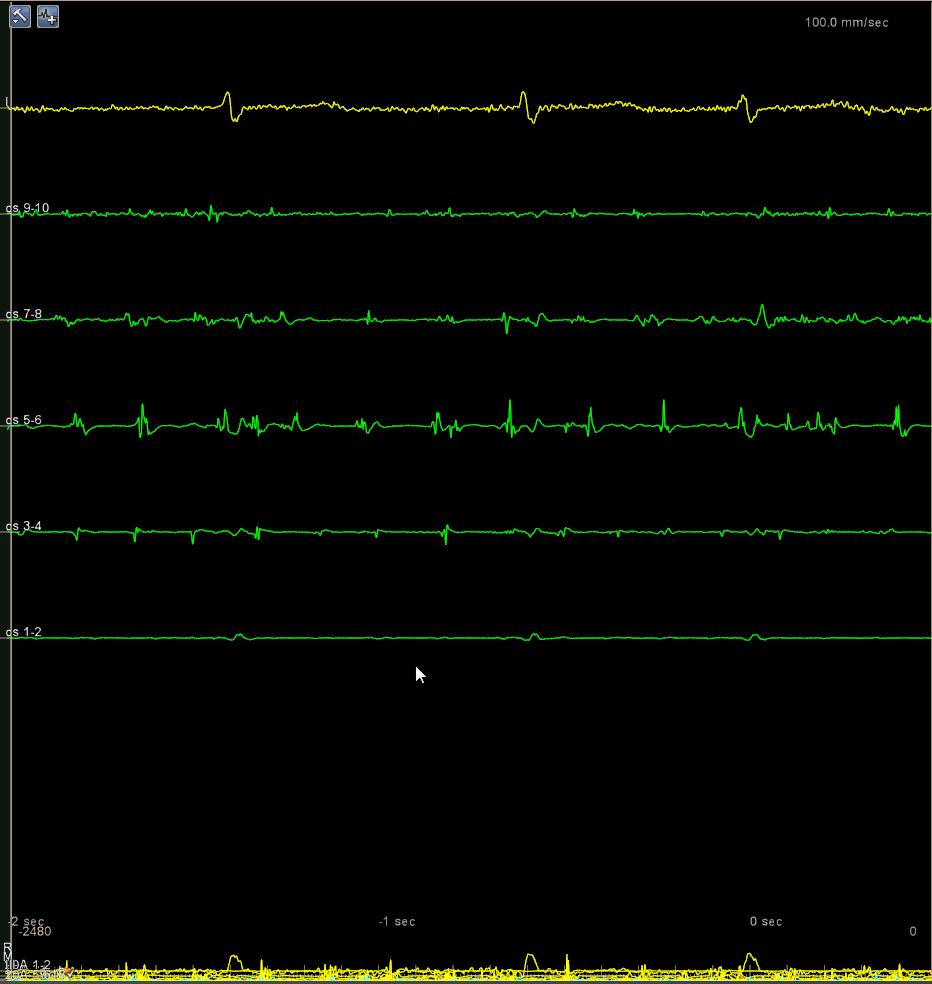 100.0 mm/sec
cs 9-10
cs 7-8
cs 5-6
cs 3-4
cs 1-2
-2 sec
-1 sec
0 sec
-2480
0
R
M
HDA 1-2